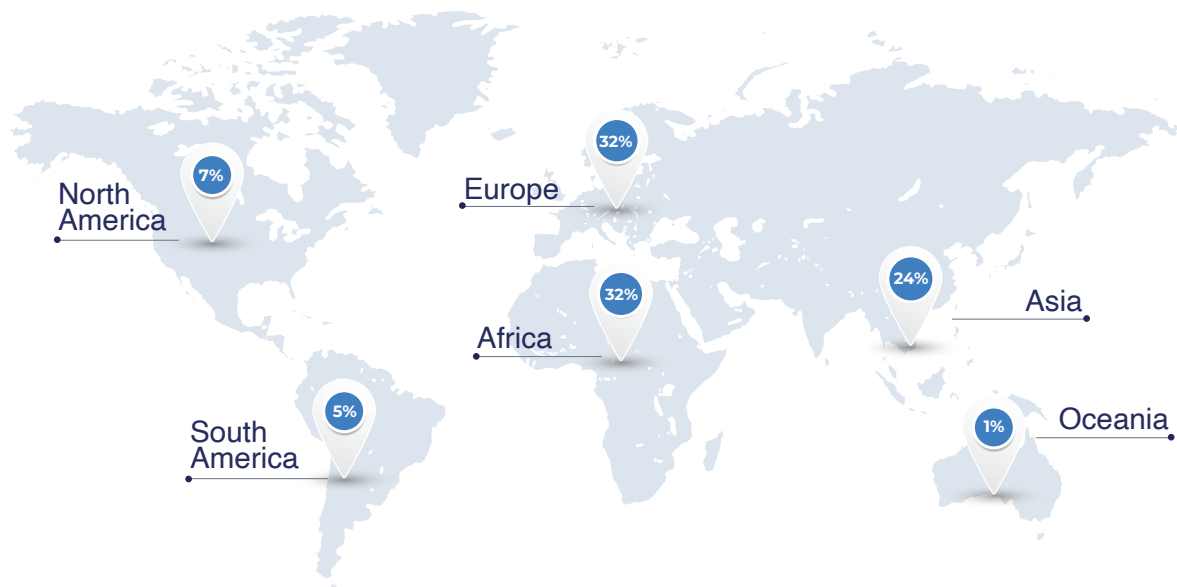 32%
7%
North
America
Europe
24%
32%
Asia
Africa
5%
South
America
1%
Oceania